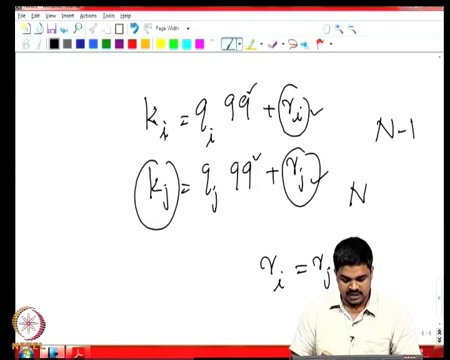 File Edit View Insert Actions Tools Help
Page Width
k_i = q_i 99 + r_i
N-1
k_j = q_j 99 + r_j
N
r_i = r_j
NPTEL